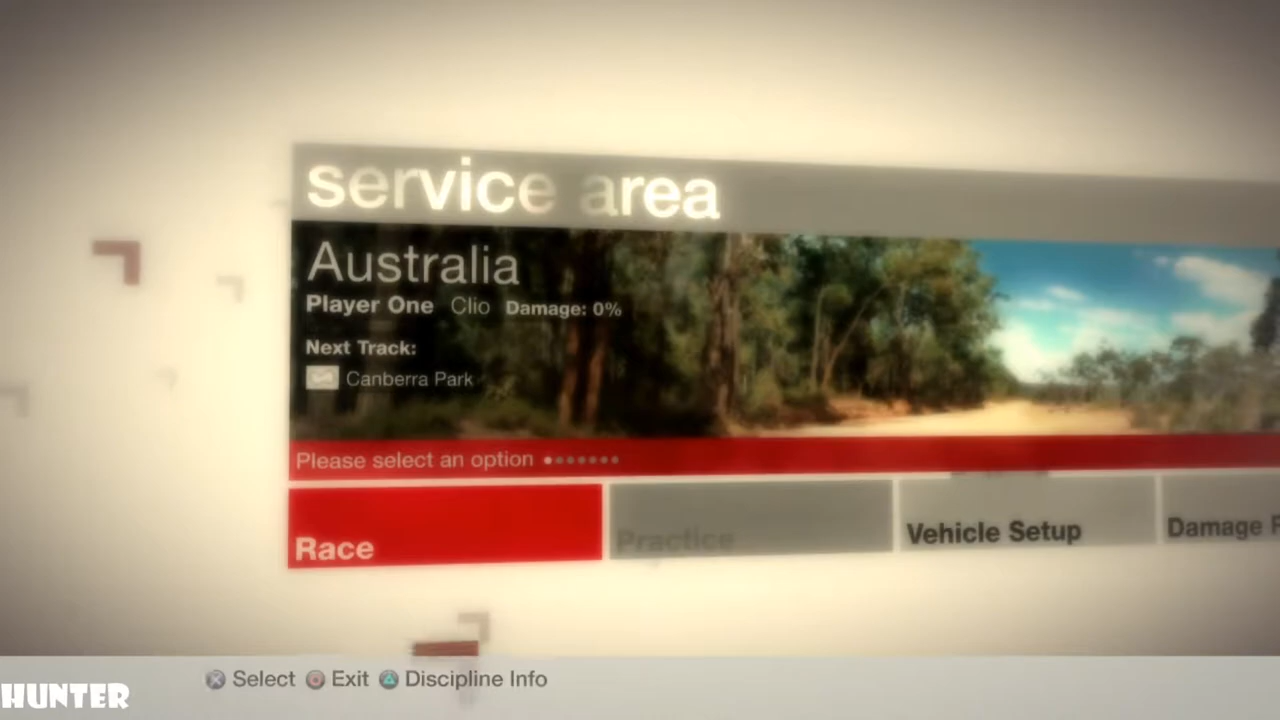 service area
Australia
Player One Clio Damage: 0%
Next Track:
Canberra Park
Please select an option
Race
Practice
Vehicle Setup
Damage
Select Exit Discipline Info
HUNTER